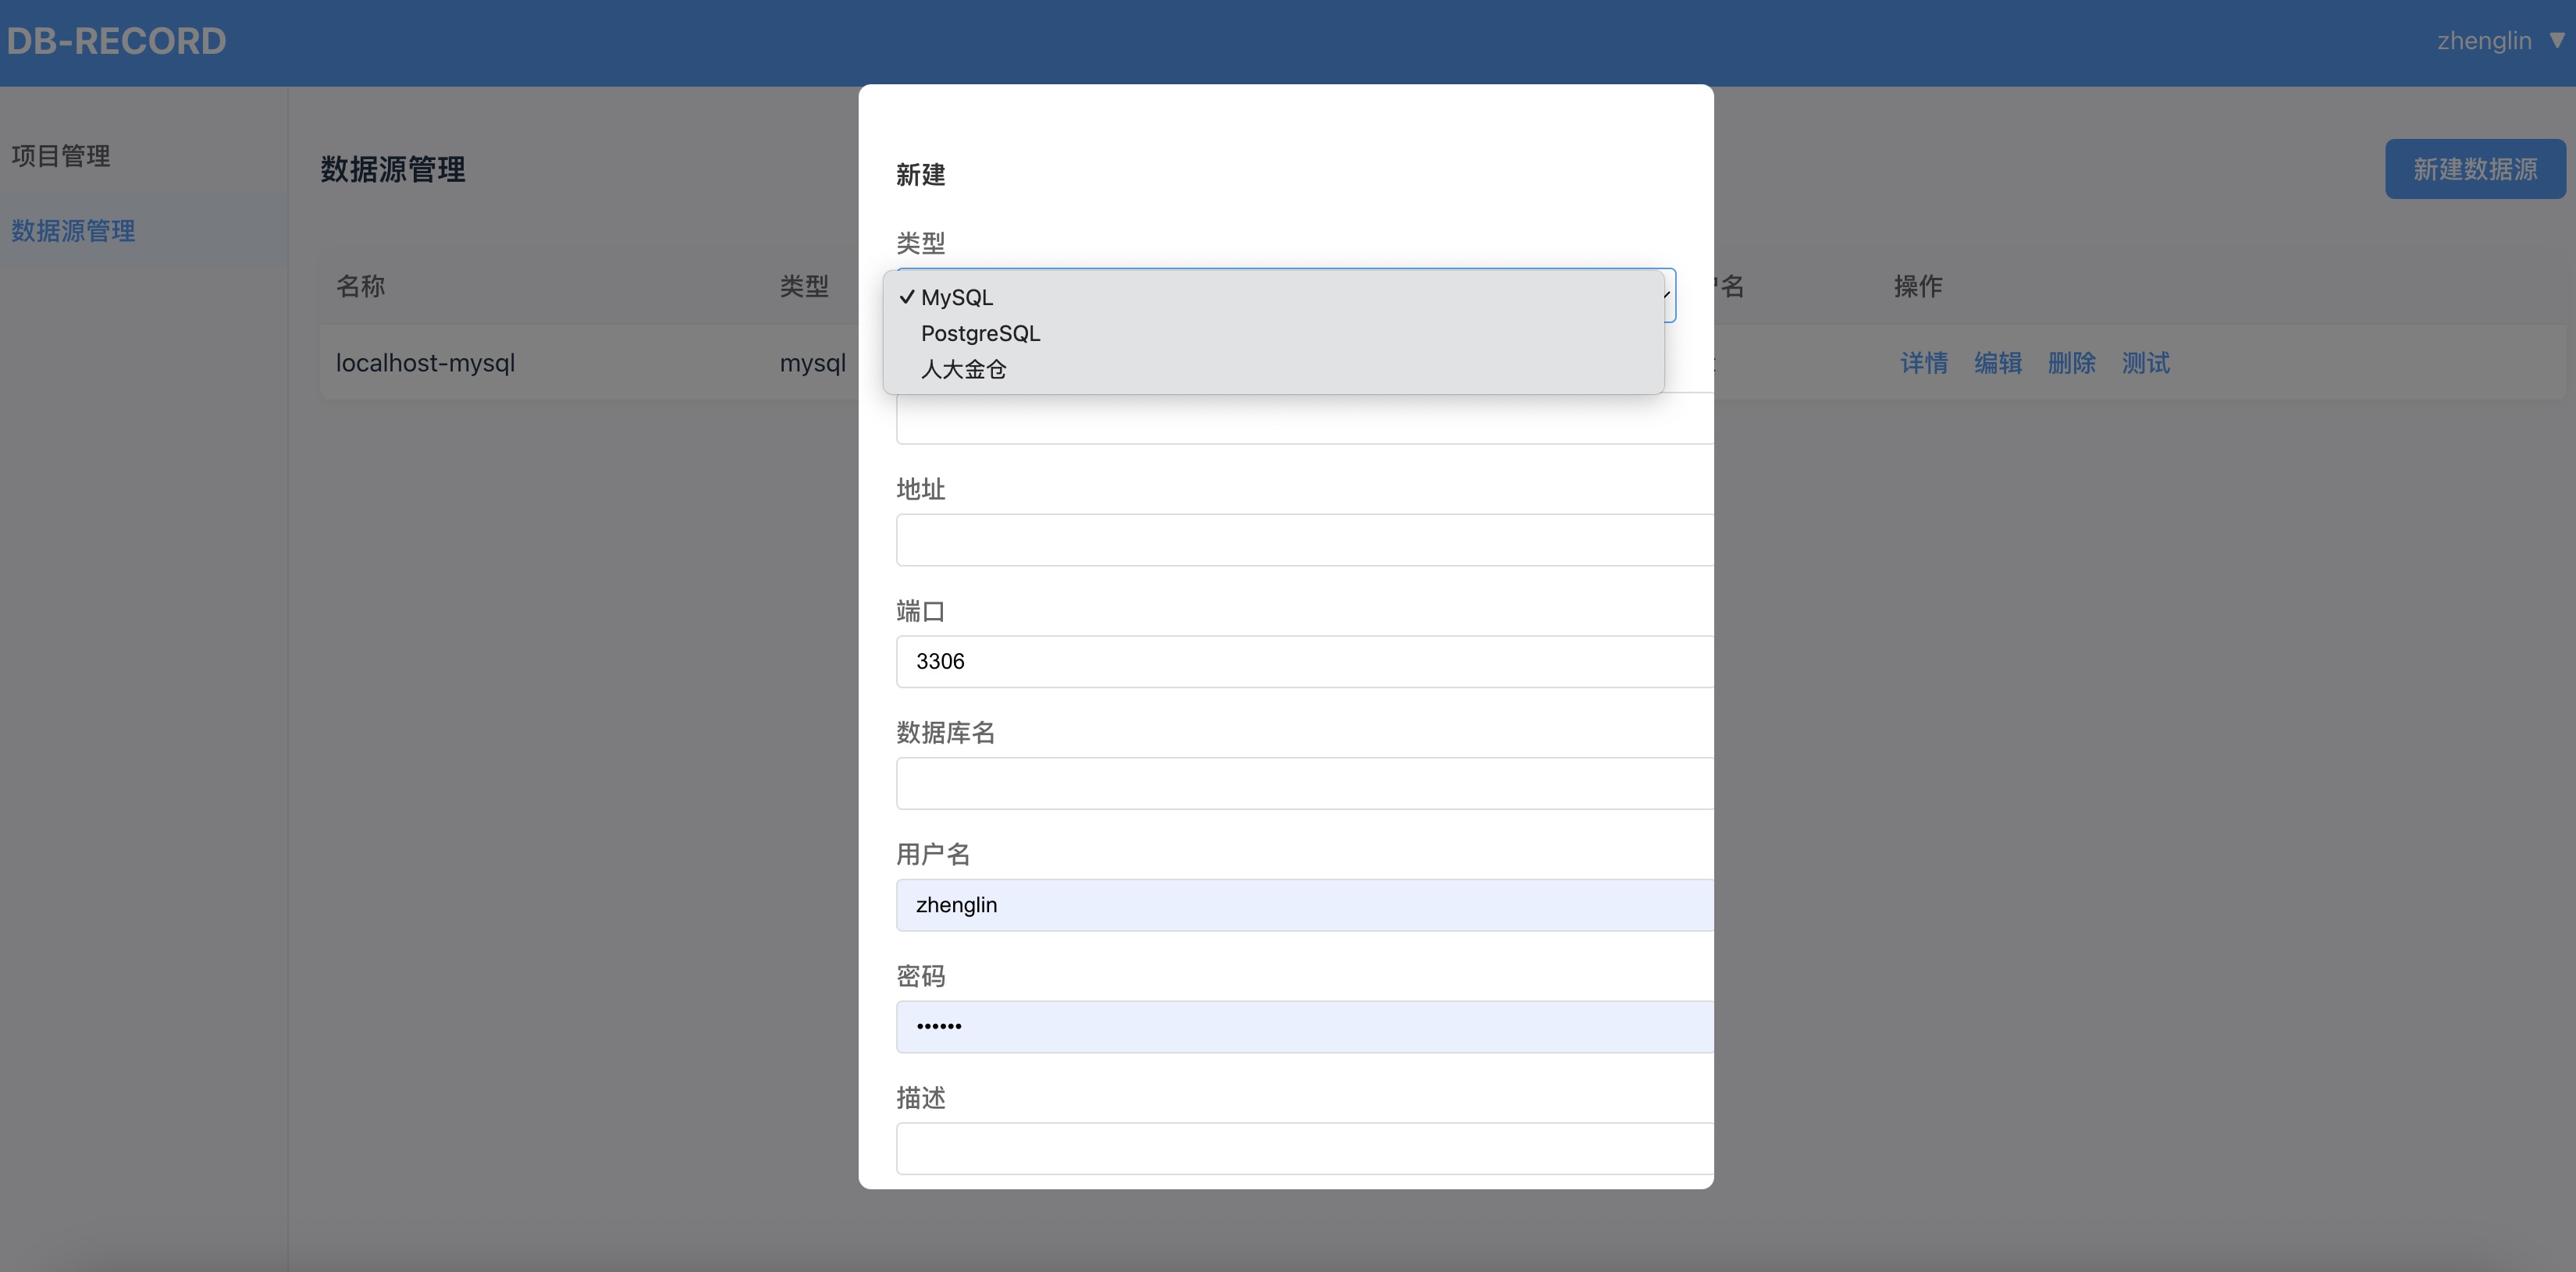 DB-RECORD
zhenglin ▼
项目管理
数据源管理
数据源管理
新建数据源
名称
类型
名
操作
localhost-mysql
mysql
详情 编辑 删除 测试
新建
类型
✓ MySQL
PostgreSQL
人大金仓
地址
端口
3306
数据库名
用户名
zhenglin
密码
••••••
描述